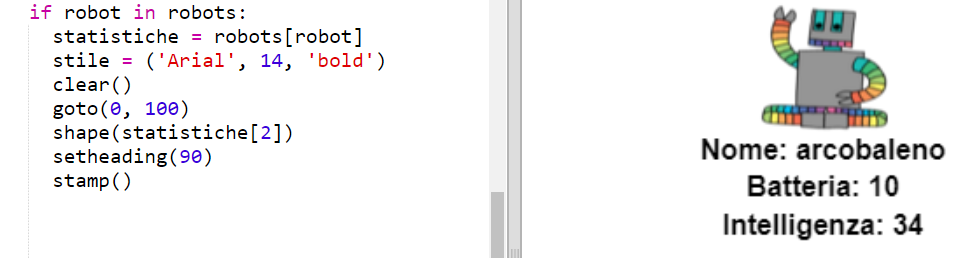 if robot in robots:
statistiche = robots[robot]
stile = ('Arial', 14, 'bold')
clear()
goto(0, 100)
shape(statistiche[2])
setheading(90)
stamp()
Nome: arcobaleno
Batteria: 10
Intelligenza: 34